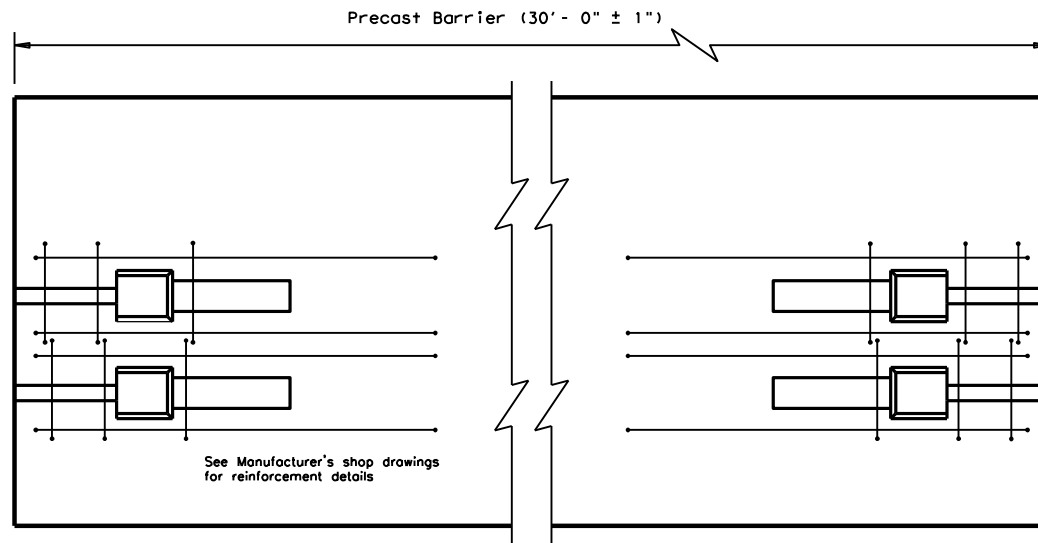 Precast Barrier (30'- 0" ± 1")
See Manufacturer's shop drawings
for reinforcement details